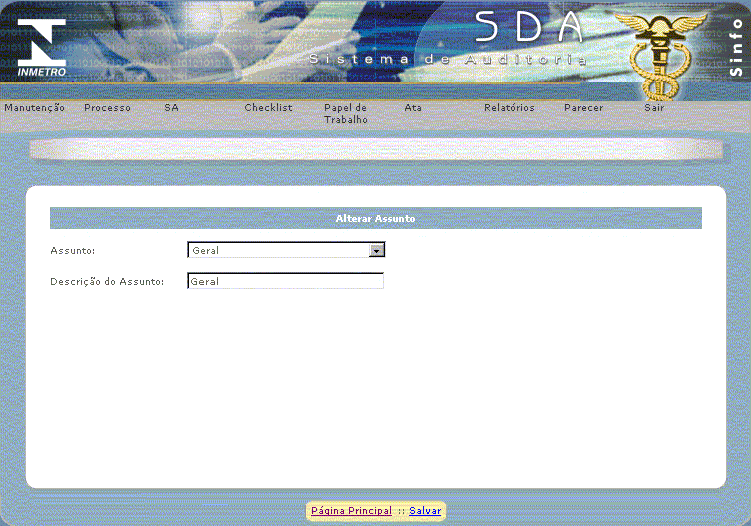 SDA
Sistema de Auditoria
INMETRO
Sinfo
Manutenção Processo SA Checklist Papel de Trabalho Ata Relatórios Parecer Sair
Alterar Assunto
Assunto: Geral
Descrição do Assunto: Geral
Página Principal :: Salvar